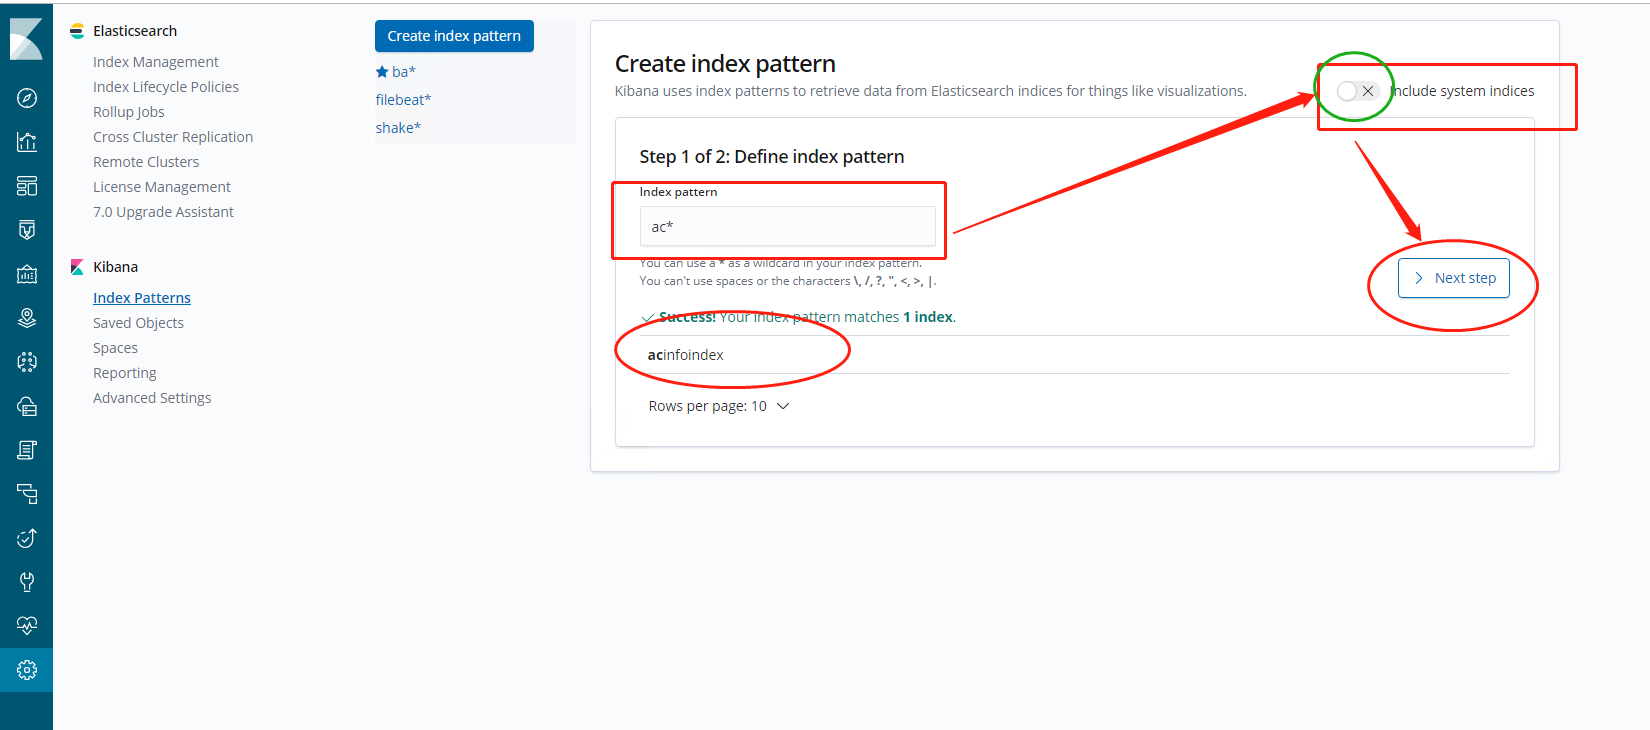 Elasticsearch
Index Management
Index Lifecycle Policies
Rollup Jobs
Cross Cluster Replication
Remote Clusters
License Management
7.0 Upgrade Assistant
Kibana
Index Patterns
Saved Objects
Spaces
Reporting
Advanced Settings
Create index pattern
ba*
filebeat*
shake*
Create index pattern
Kibana uses index patterns to retrieve data from Elasticsearch indices for things like visualizations.
Include system indices
Step 1 of 2: Define index pattern
Index pattern
ac*
You can use a * as a wildcard in your index pattern.
You can't use spaces or the characters \, /, ?, ", <, >, |.
Next step
Success! Your index pattern matches 1 index.
acinfoindex
Rows per page: 10